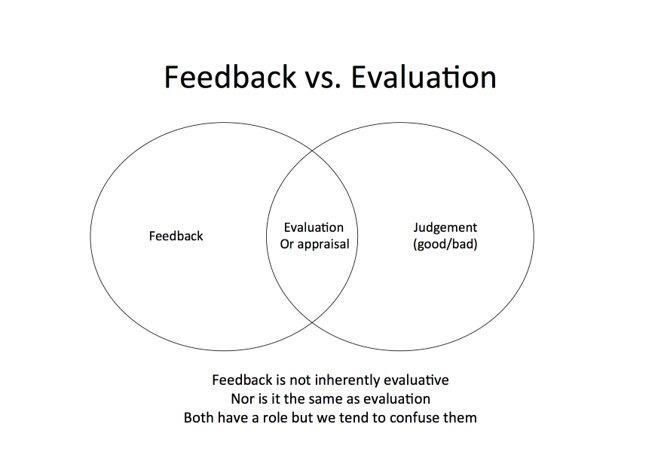 Feedback vs. Evaluation
Feedback
Evaluation
Or appraisal
Judgement
(good/bad)
Feedback is not inherently evaluative
Nor is it the same as evaluation
Both have a role but we tend to confuse them